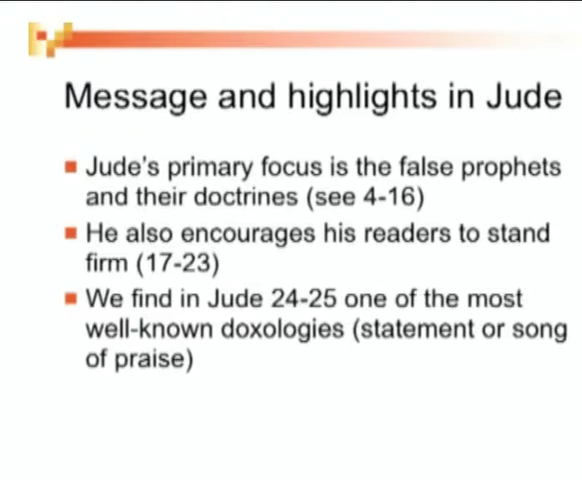 Message and highlights in Jude
Jude's primary focus is the false prophets
and their doctrines (see 4-16)
He also encourages his readers to stand
firm (17-23)
We find in Jude 24-25 one of the most
well-known doxologies (statement or song
of praise)